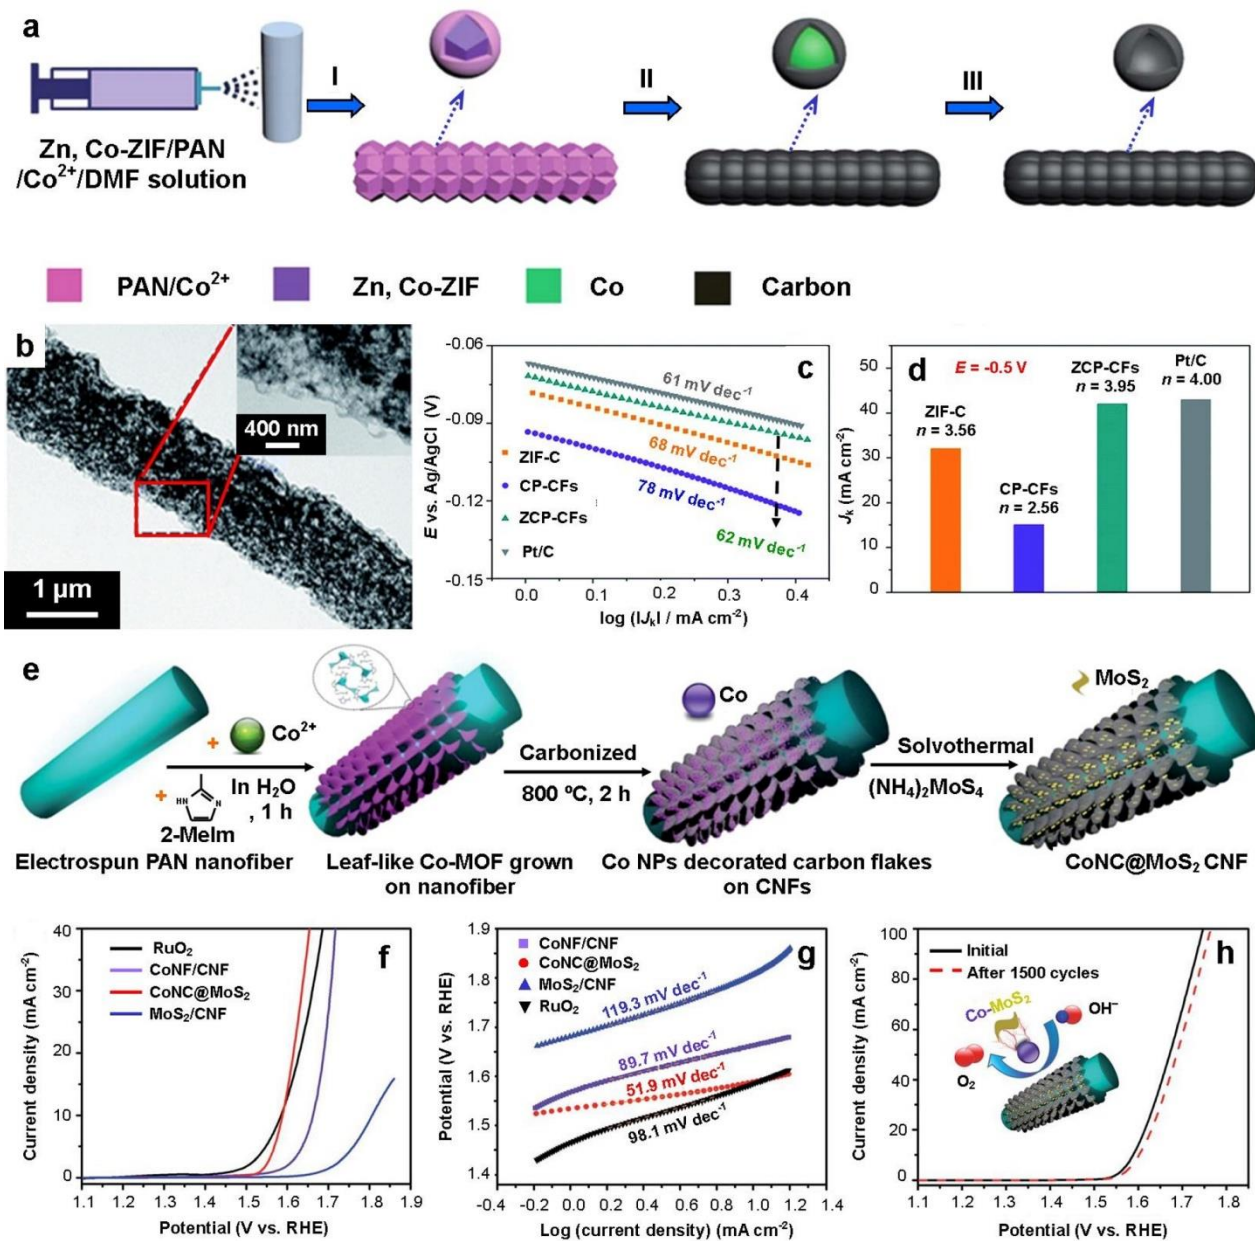 a
I
II
III
Zn, Co-ZIF/PAN
/Co²⁺/DMF solution
PAN/Co²⁺
Zn, Co-ZIF
Co
Carbon
b
400 nm
1 µm
c
-0.06
-0.09
-0.12
-0.15
E vs. Ag/AgCl (V)
61 mV dec⁻¹
68 mV dec⁻¹
78 mV dec⁻¹
62 mV dec⁻¹
ZIF-C
CP-CFs
ZCP-CFs
Pt/C
0.0 0.1 0.2 0.3 0.4
log (IJₖI / mA cm⁻²)
d
E = -0.5 V
50
40
30
20
10
0
Jₖ (mA cm⁻²)
ZIF-C
n = 3.56
CP-CFs
n = 2.56
ZCP-CFs
n = 3.95
Pt/C
n = 4.00
e
+ Co²⁺
In H₂O
, 1 h
+
HN N
2-MeIm
Electrospun PAN nanofiber
Leaf-like Co-MOF grown
on nanofiber
Carbonized
800 ºC, 2 h
Co
Co NPs decorated carbon flakes
on CNFs
Solvothermal
(NH₄)₂MoS₄
MoS₂
CoNC@MoS₂ CNF
f
RuO₂
CoNF/CNF
CoNC@MoS₂
MoS₂/CNF
40
30
20
10
0
Current density (mA cm⁻²)
1.1 1.2 1.3 1.4 1.5 1.6 1.7 1.8 1.9
Potential (V vs. RHE)
g
CoNF/CNF
CoNC@MoS₂
MoS₂/CNF
RuO₂
1.9
1.8
1.7
1.6
1.5
1.4
Potential (V vs. RHE)
119.3 mV dec⁻¹
89.7 mV dec⁻¹
51.9 mV dec⁻¹
98.1 mV dec⁻¹
-0.4 -0.2 0.0 0.2 0.4 0.6 0.8 1.0 1.2
Log (current density) (mA cm⁻²)
h
Initial
After 1500 cycles
Co-MoS₂
OH⁻
O₂
100
80
60
40
20
0
Current density (mA cm⁻²)
1.1 1.2 1.3 1.4 1.5 1.6 1.7 1.8
Potential (V vs. RHE)